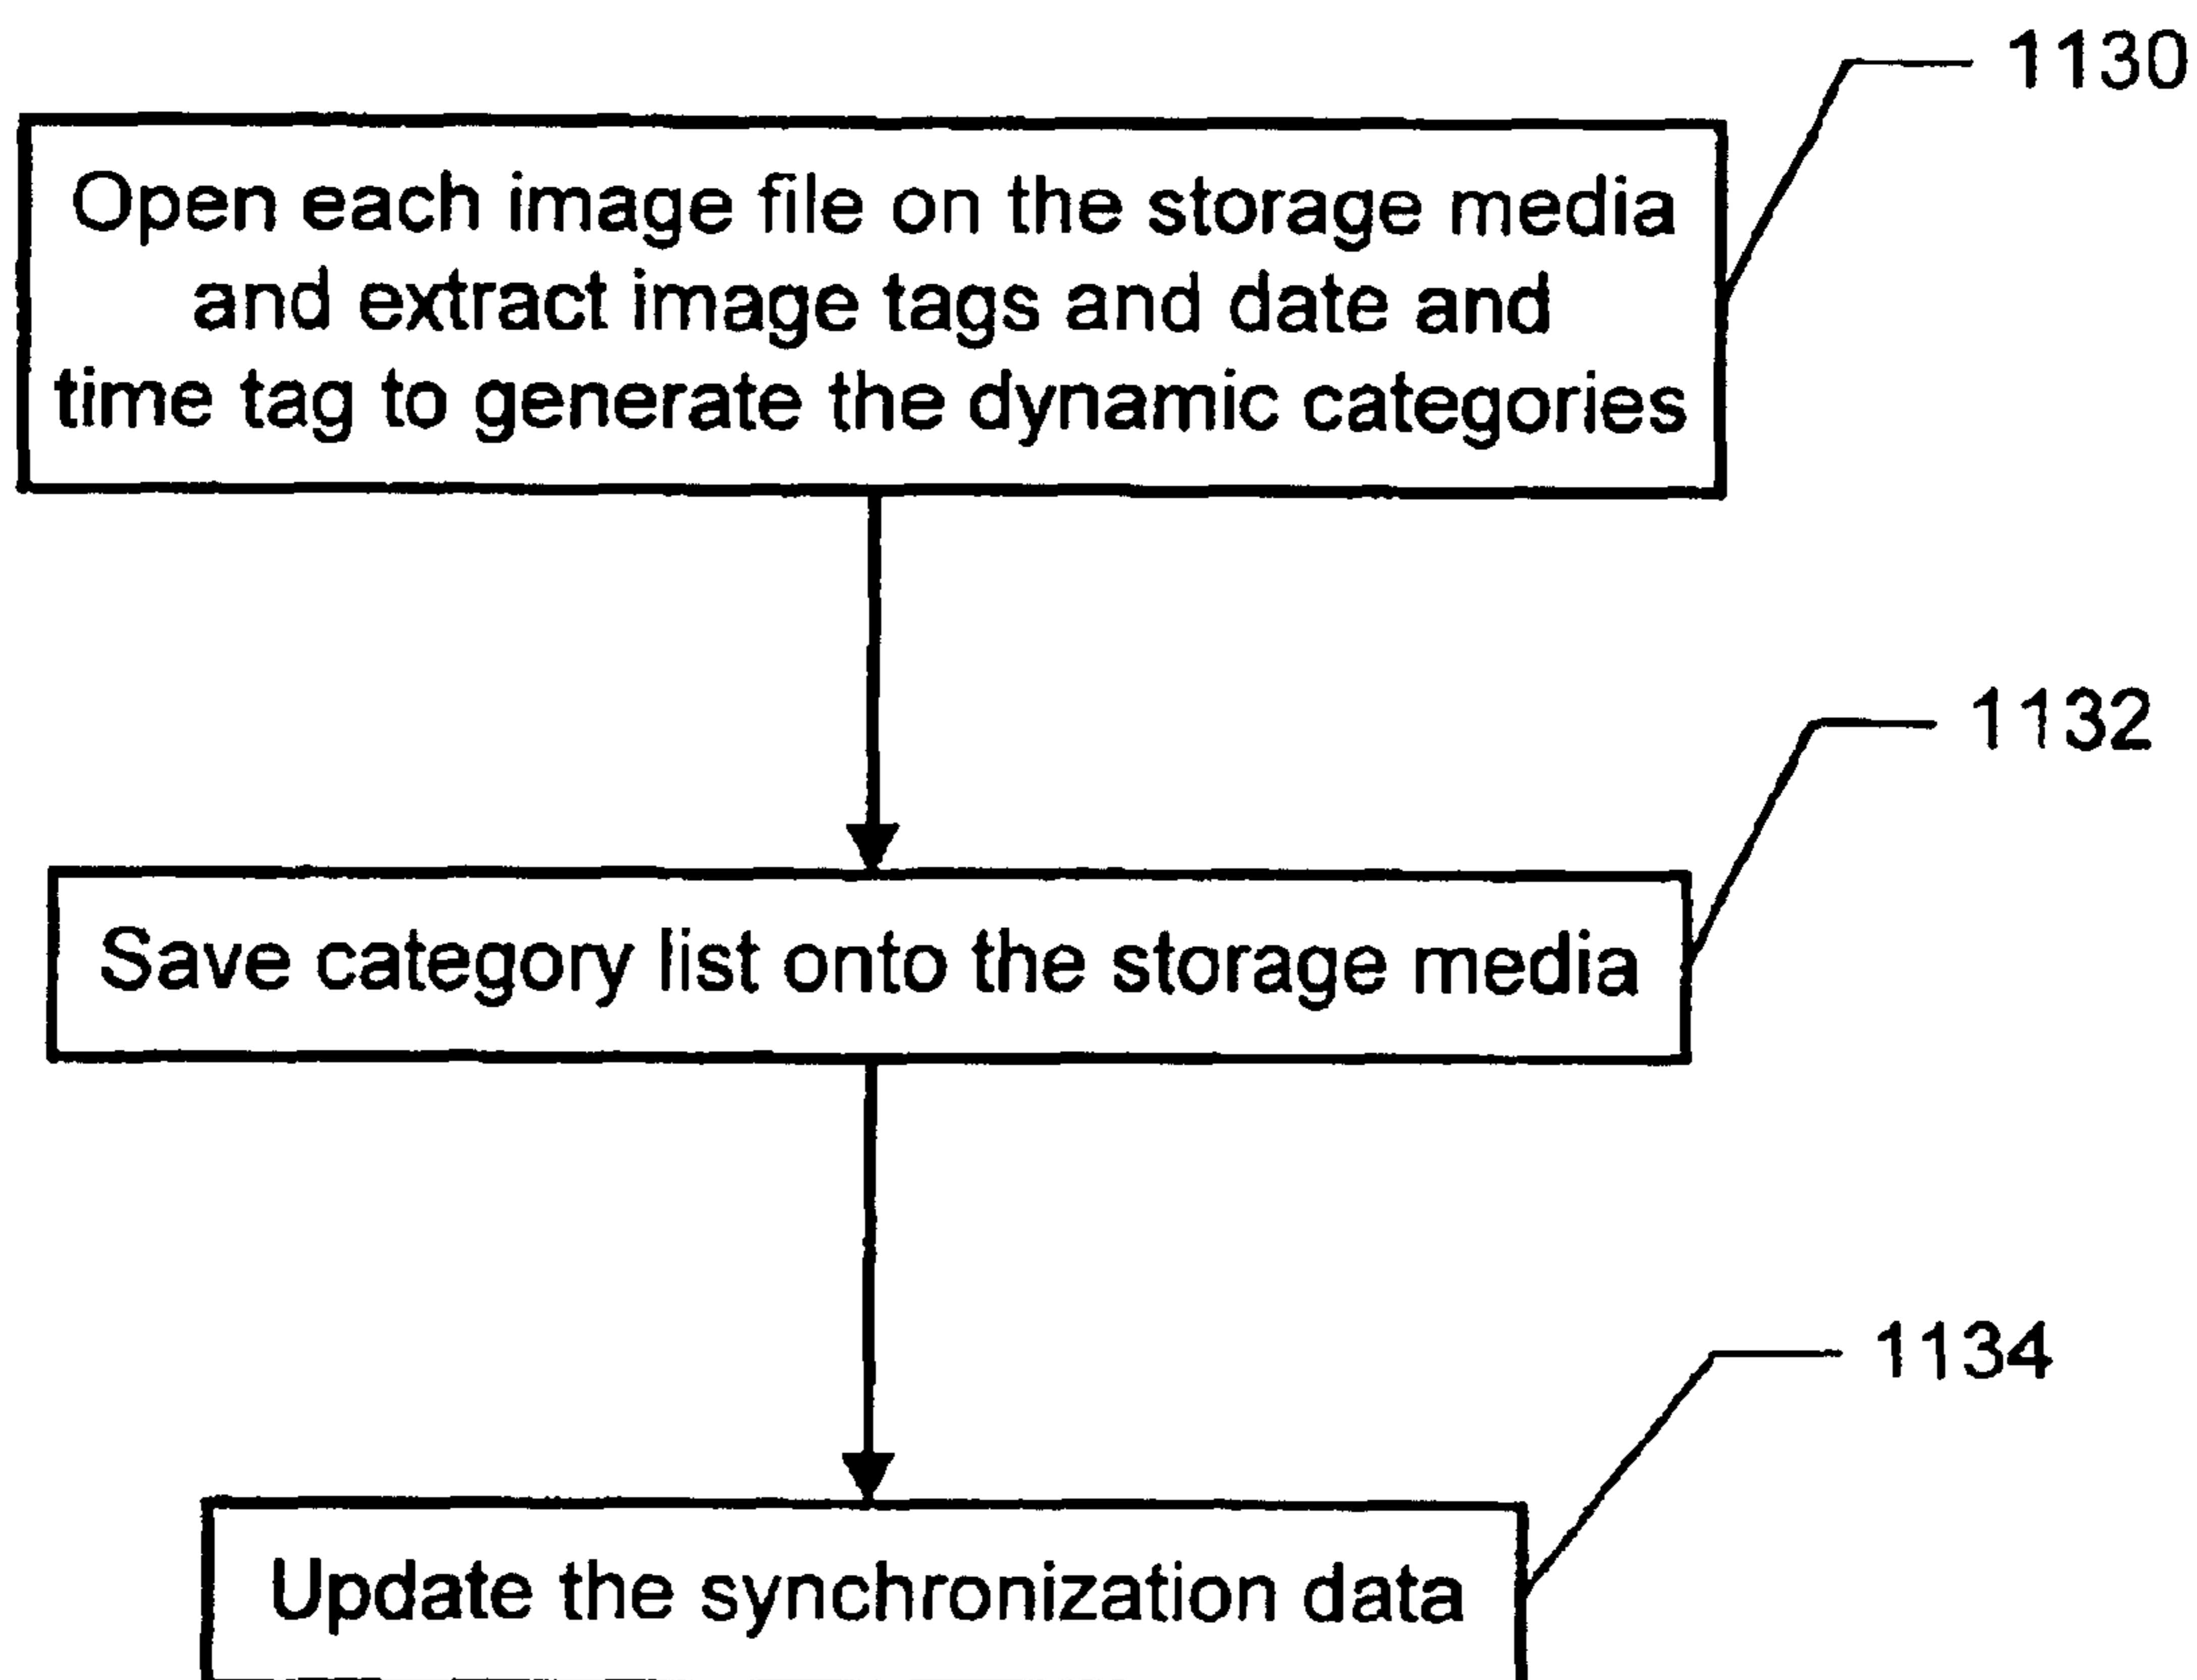 1130
Open each image file on the storage media
and extract image tags and date and
time tag to generate the dynamic categories
1132
Save category list onto the storage media
1134
Update the synchronization data